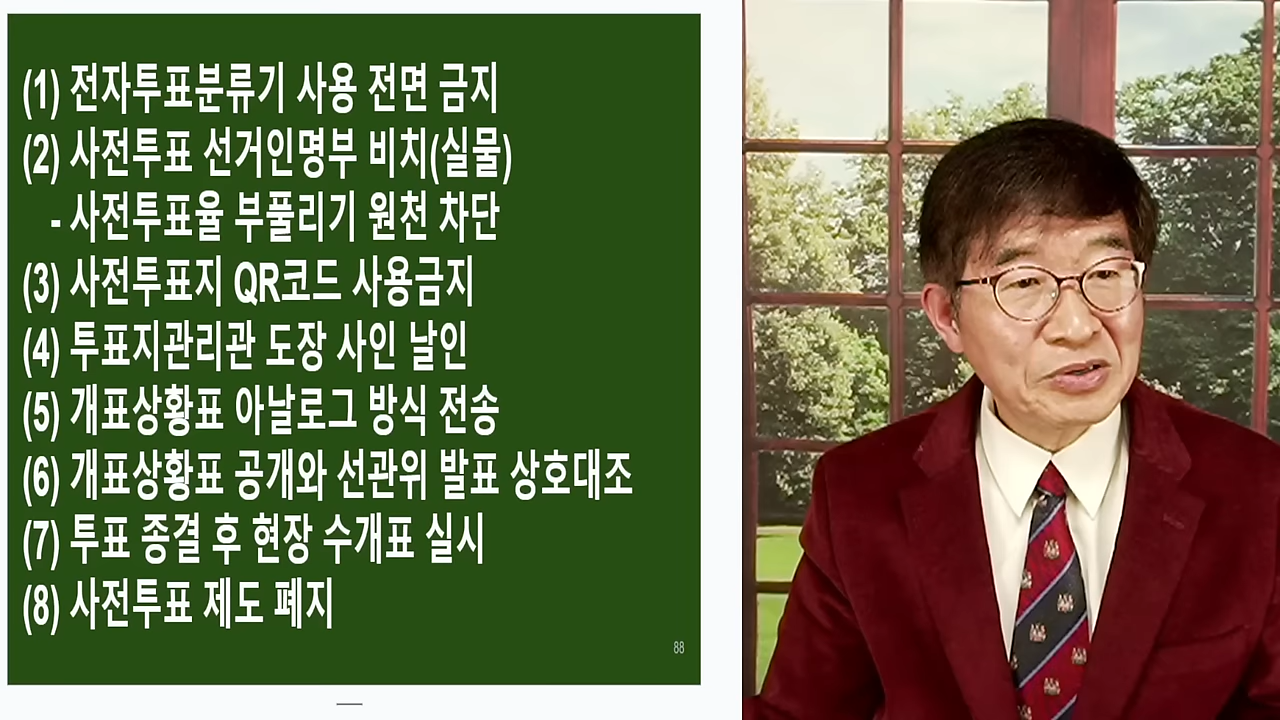 (1) 전자투표분류기 사용 전면 금지
(2) 사전투표 선거인명부 비치(실물)
- 사전투표율 부풀리기 원천 차단
(3) 사전투표지 QR코드 사용금지
(4) 투표지관리관 도장 사인 날인
(5) 개표상황표 아날로그 방식 전송
(6) 개표상황표 공개와 선관위 발표 상호대조
(7) 투표 종결 후 현장 수개표 실시
(8) 사전투표 제도 폐지
88